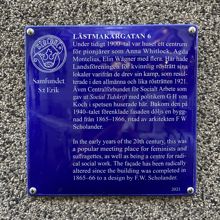 LÄSTMAKARGATAN 6
Under tidigt 1900-tal var huset ett centrum
för pionjärer som Anna Whitlock, Agda
Montelius, Elin Wägner med flera. Här hade
Landsföreningen för kvinnlig rösträtt sina
lokaler varifrån de drev sin kamp, som resul-
terade i den allmänna och lika rösträtten 1921.
Även Centralförbundet för Socialt Arbete som
gav ut Social Tidskrift med politikern G H von
Koch i spetsen huserade här. Bakom den på
1940-talet förenklade fasaden döljs en bygg-
nad från 1865–1866, ritad av arkitekten F W
Scholander.
In the early years of the 20th century, this was
a popular meeting place for feminists and
suffragettes, as well as being a centre for radi-
cal social work. The façade has been radically
altered since the building was completed in
1865–66 to a design by F.W. Scholander.
Samfundet
S:t Erik
2021